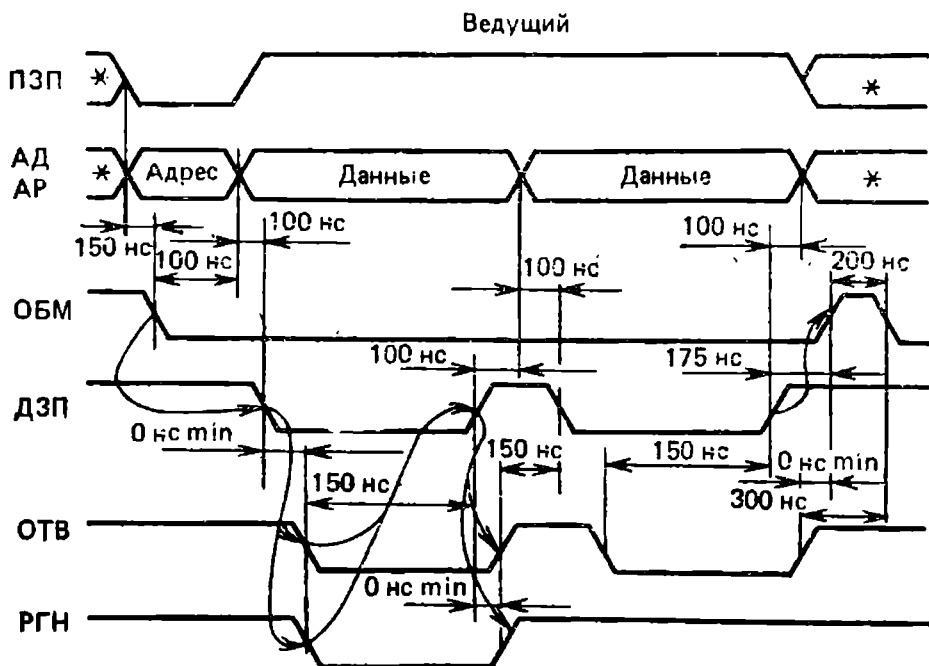 Ведущий
ПЗП
*
*
АД
АР
*
Адрес
Данные
Данные
*
150 нс
100 нс
100 нс
100 нс
100 нс
200 нс
ОБМ
100 нс
175 нс
ДЗП
0 нс min
150 нс
150 нс
0 нс min
150 нс
300 нс
ОТВ
0 нс min
РГН